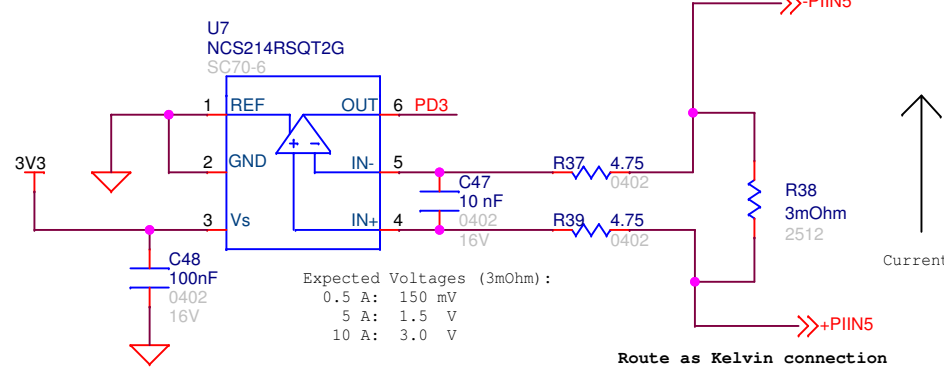 -PIIN5
U7
NCS214RSQT2G
SC70-6
1 REF OUT 6 PD3
2 GND IN- 5
3 Vs IN+ 4
3V3
C48
100nF
0402
16V
C47
10 nF
0402
16V
R37 4.75
0402
R39 4.75
0402
R38
3mOhm
2512
Current
Expected Voltages (3mOhm):
0.5 A: 150 mV
5 A: 1.5 V
10 A: 3.0 V
+PIIN5
Route as Kelvin connection